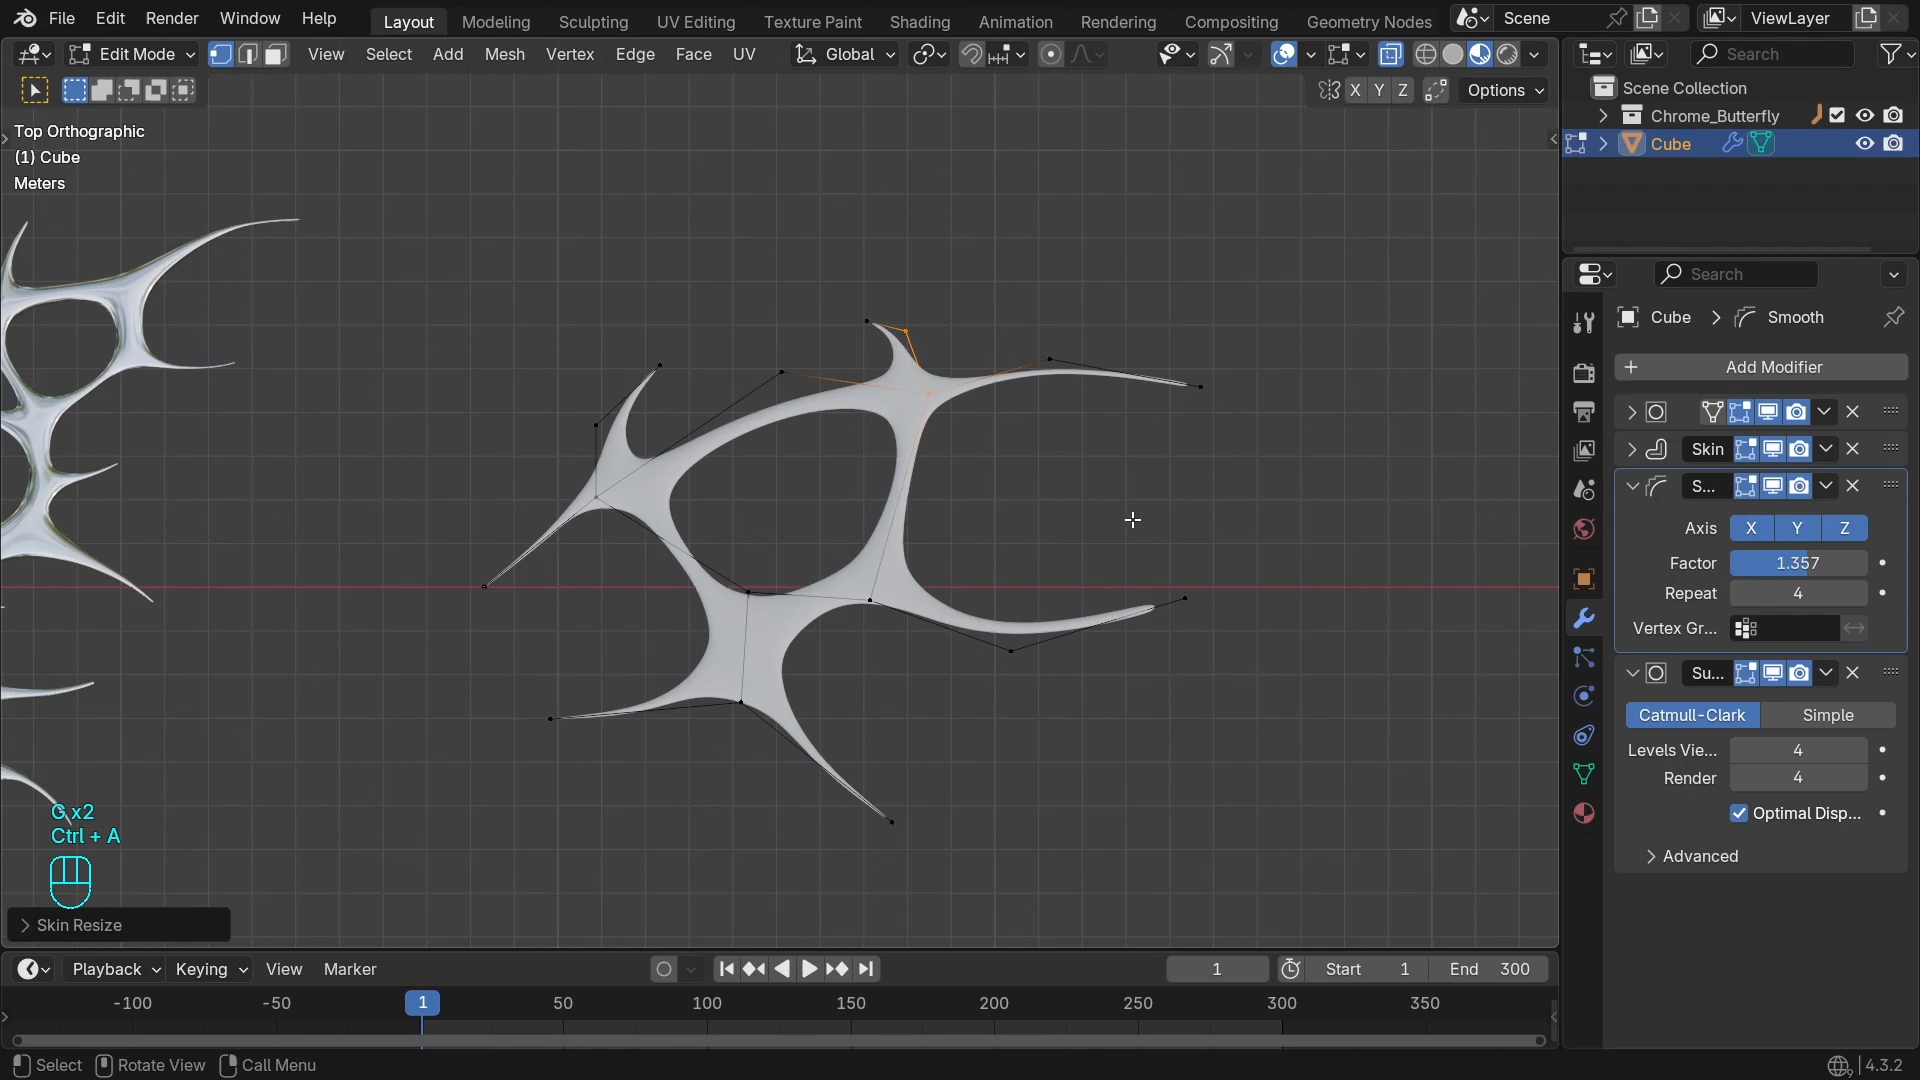 File Edit Render Window Help Layout Modeling Sculpting UV Editing Texture Paint Shading Animation Rendering Compositing Geometry Nodes Scene ViewLayer
Edit Mode View Select Add Mesh Vertex Edge Face UV Global Search
X Y Z Options
Scene Collection
Chrome_Butterfly
Cube
Top Orthographic
(1) Cube
Meters
Search
Cube > Smooth
+ Add Modifier
Skin
S...
Axis X Y Z
Factor 1.357
Repeat 4
Vertex Gr...
Su...
Catmull-Clark Simple
Levels Vie... 4
Render 4
Optimal Disp...
Advanced
G x2
Ctrl + A
Skin Resize
Playback Keying View Marker 1 Start 1 End 300
-100 -50 1 50 100 150 200 250 300 350
Select Rotate View Call Menu 4.3.2